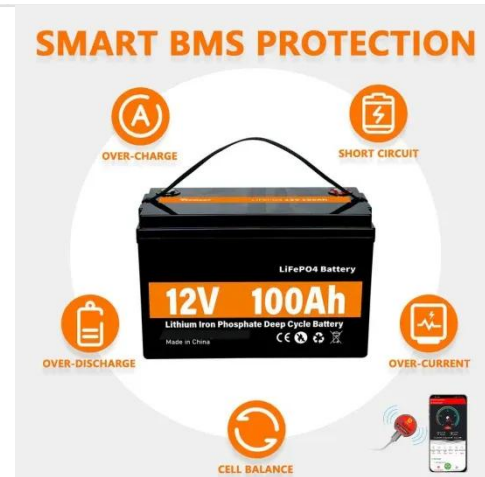 SMART BMS PROTECTION
OVER-CHARGE
SHORT CIRCUIT
LiFePO4 Battery
12V 100Ah
Lithium Iron Phosphate Deep Cycle Battery
Made in China
CE
OVER-DISCHARGE
OVER-CURRENT
CELL BALANCE